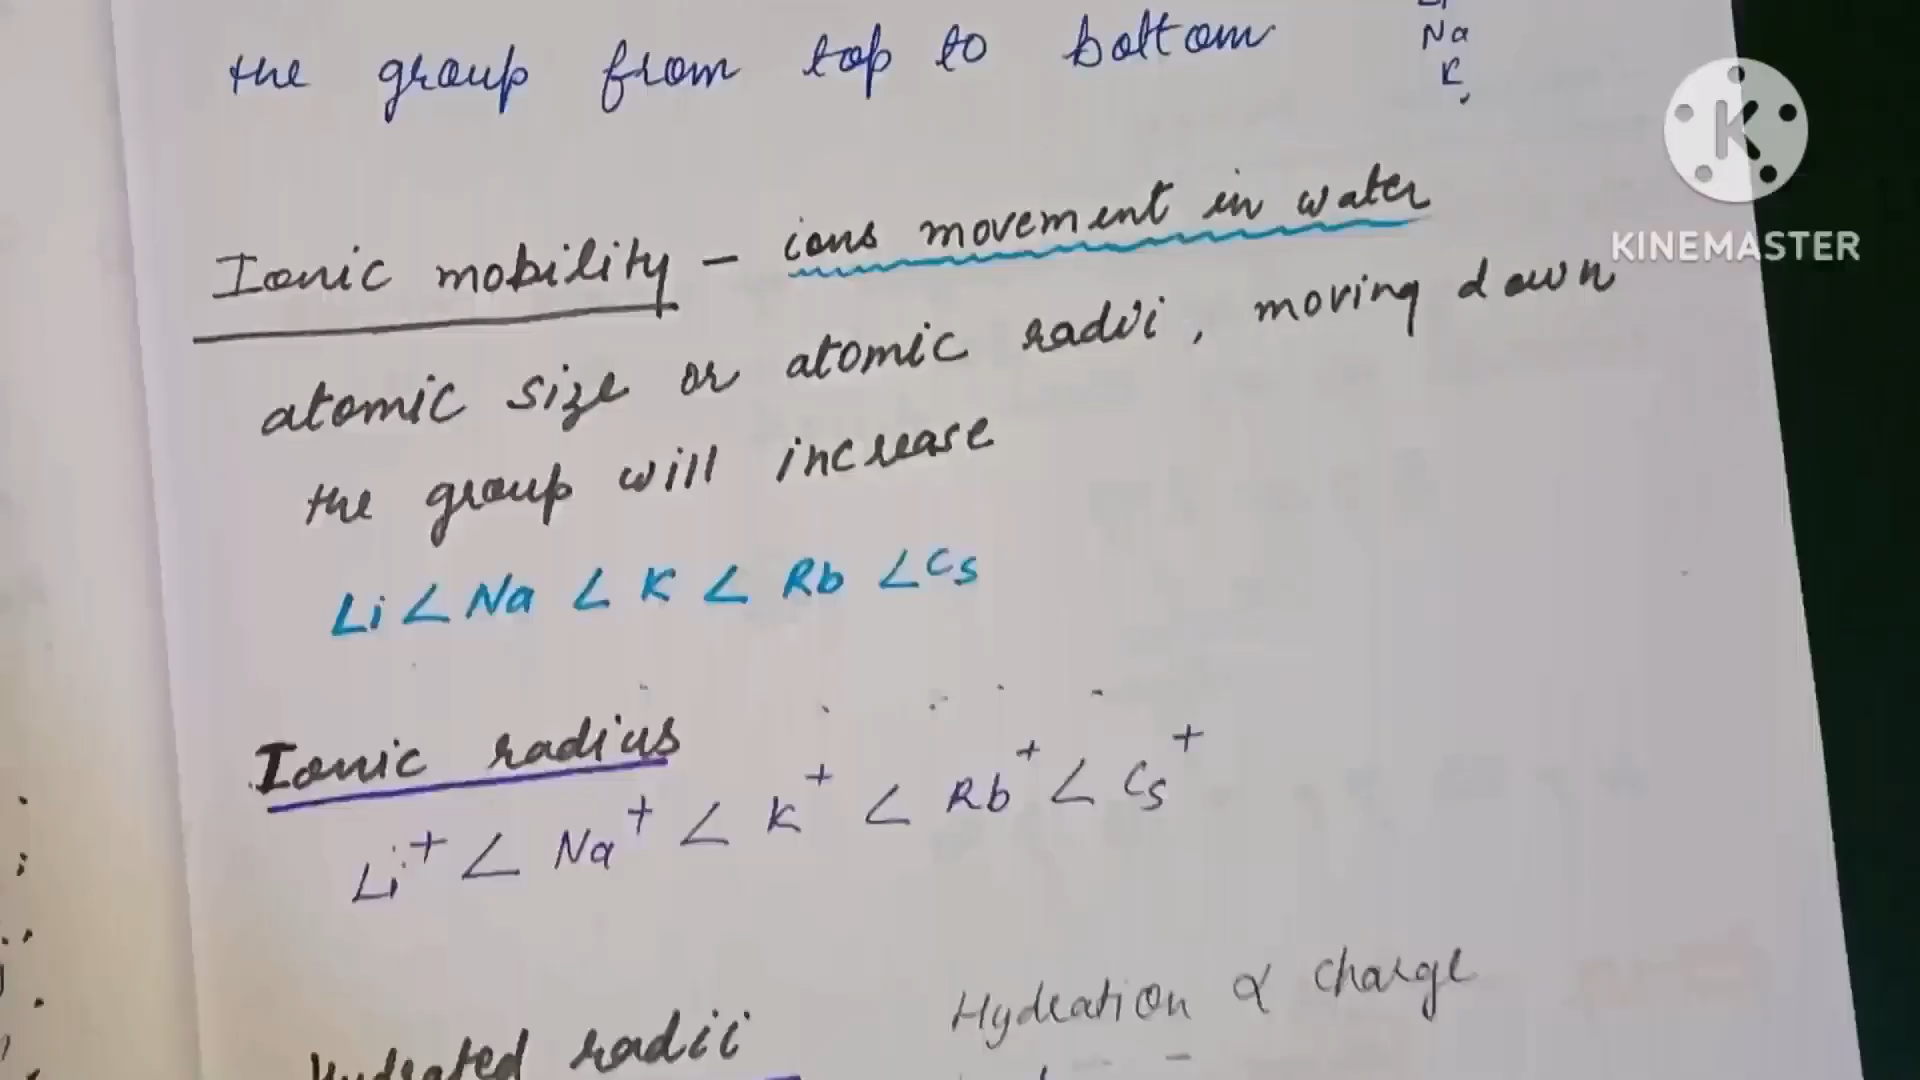 the group from top to bottom
Na
K
K
KINEMASTER
Ionic mobility - ions movement in water
atomic size or atomic radii, moving down
the group will increase
Li < Na < K < Rb < Cs
Ionic radius
Li+ < Na+ < K+ < Rb+ < Cs+
Hydration ∝ charge
Hydrated radii